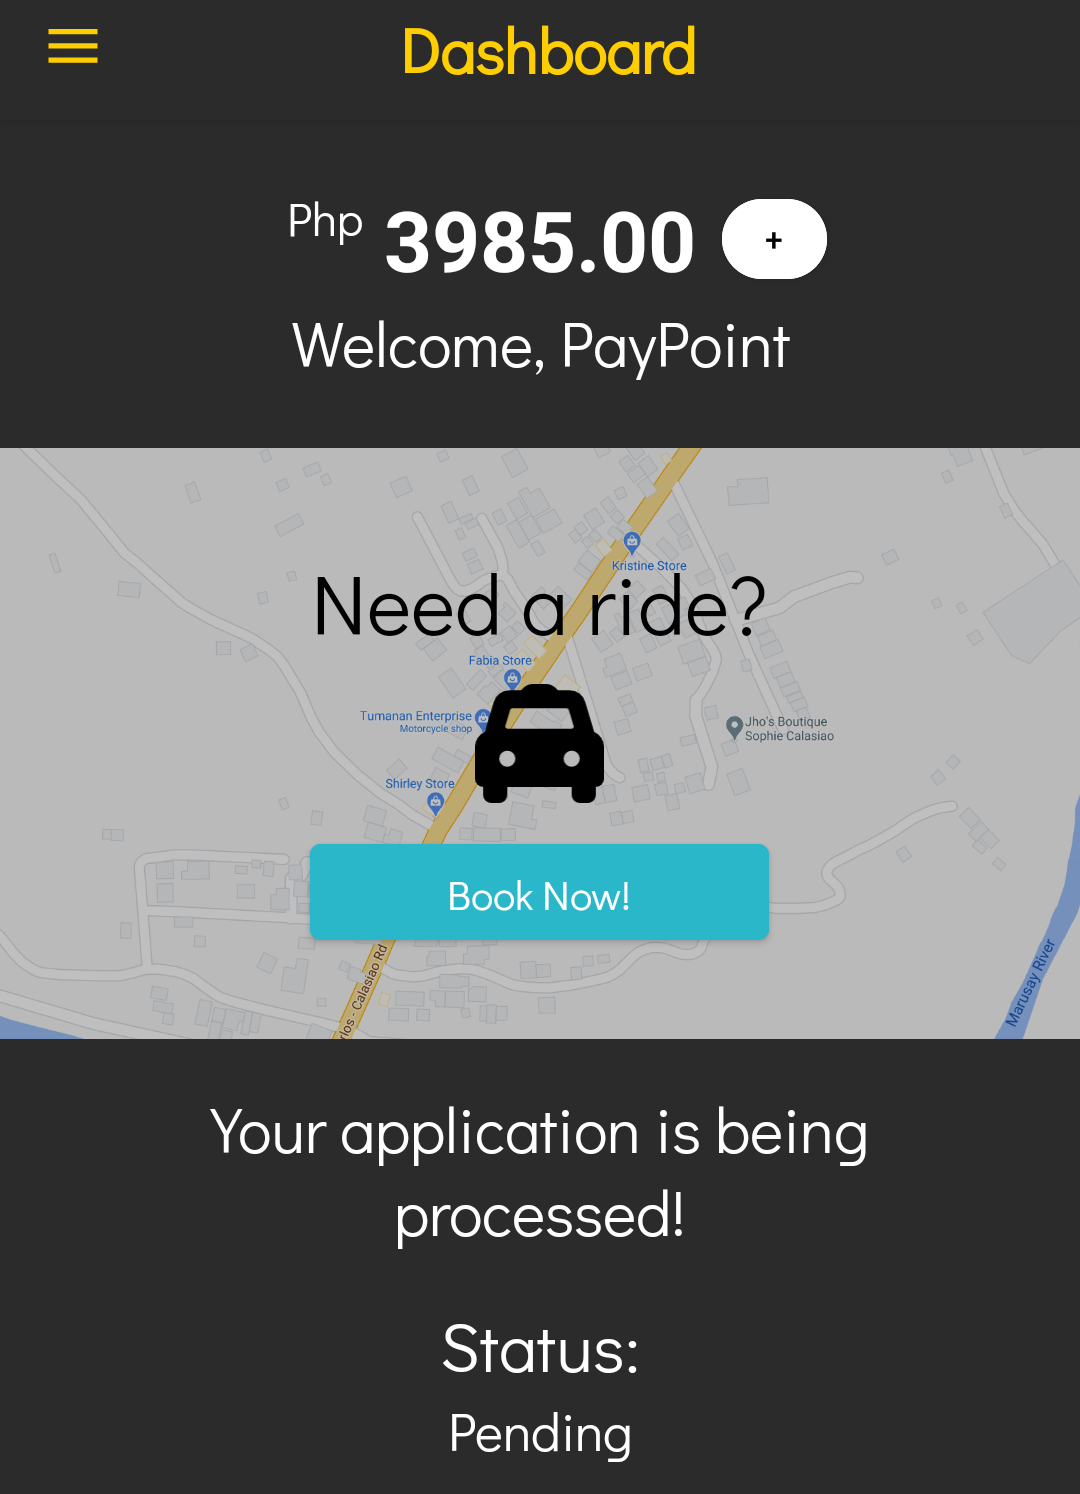 Dashboard
Php 3985.00 +
Welcome, PayPoint
Kristine Store
Need a ride?
Fabia Store
Tumanan Enterprise
Motorcycle shop
Jho's Boutique
Sophie Calasiao
Shirley Store
Book Now!
rlos - Calasiao Rd
Marusay River
Your application is being
processed!
Status:
Pending